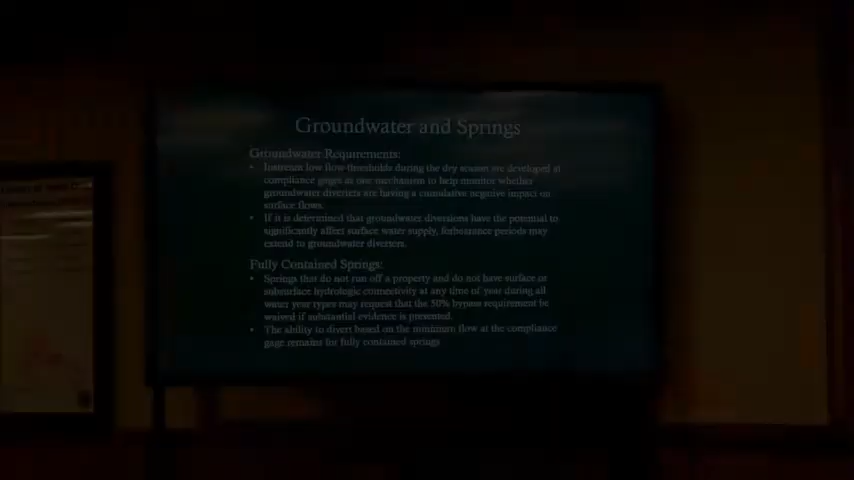 Groundwater and Springs
Groundwater Requirements:
• Instream low flow thresholds during the dry season are developed at
compliance gages as one mechanism to help monitor whether
groundwater diverters are having a cumulative negative impact on
surface flows.
• If it is determined that groundwater diversions have the potential to
significantly affect surface water supply, forbearance periods may
extend to groundwater diverters.
Fully Contained Springs:
• Springs that do not run off a property and do not have surface or
subsurface hydrologic connectivity at any time of year during all
water year types may request that the 50% bypass requirement be
waived if substantial evidence is presented.
• The ability to divert based on the minimum flow at the compliance
gage remains for fully contained springs